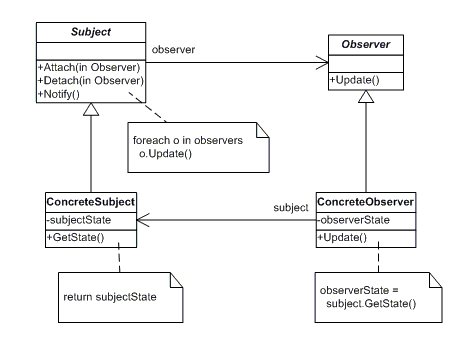 Subject
+Attach(in Observer)
+Detach(in Observer)
+Notify()
observer
Observer
+Update()
foreach o in observers
o.Update()
ConcreteSubject
-subjectState
+GetState()
subject
ConcreteObserver
-observerState
+Update()
return subjectState
observerState =
subject.GetState()